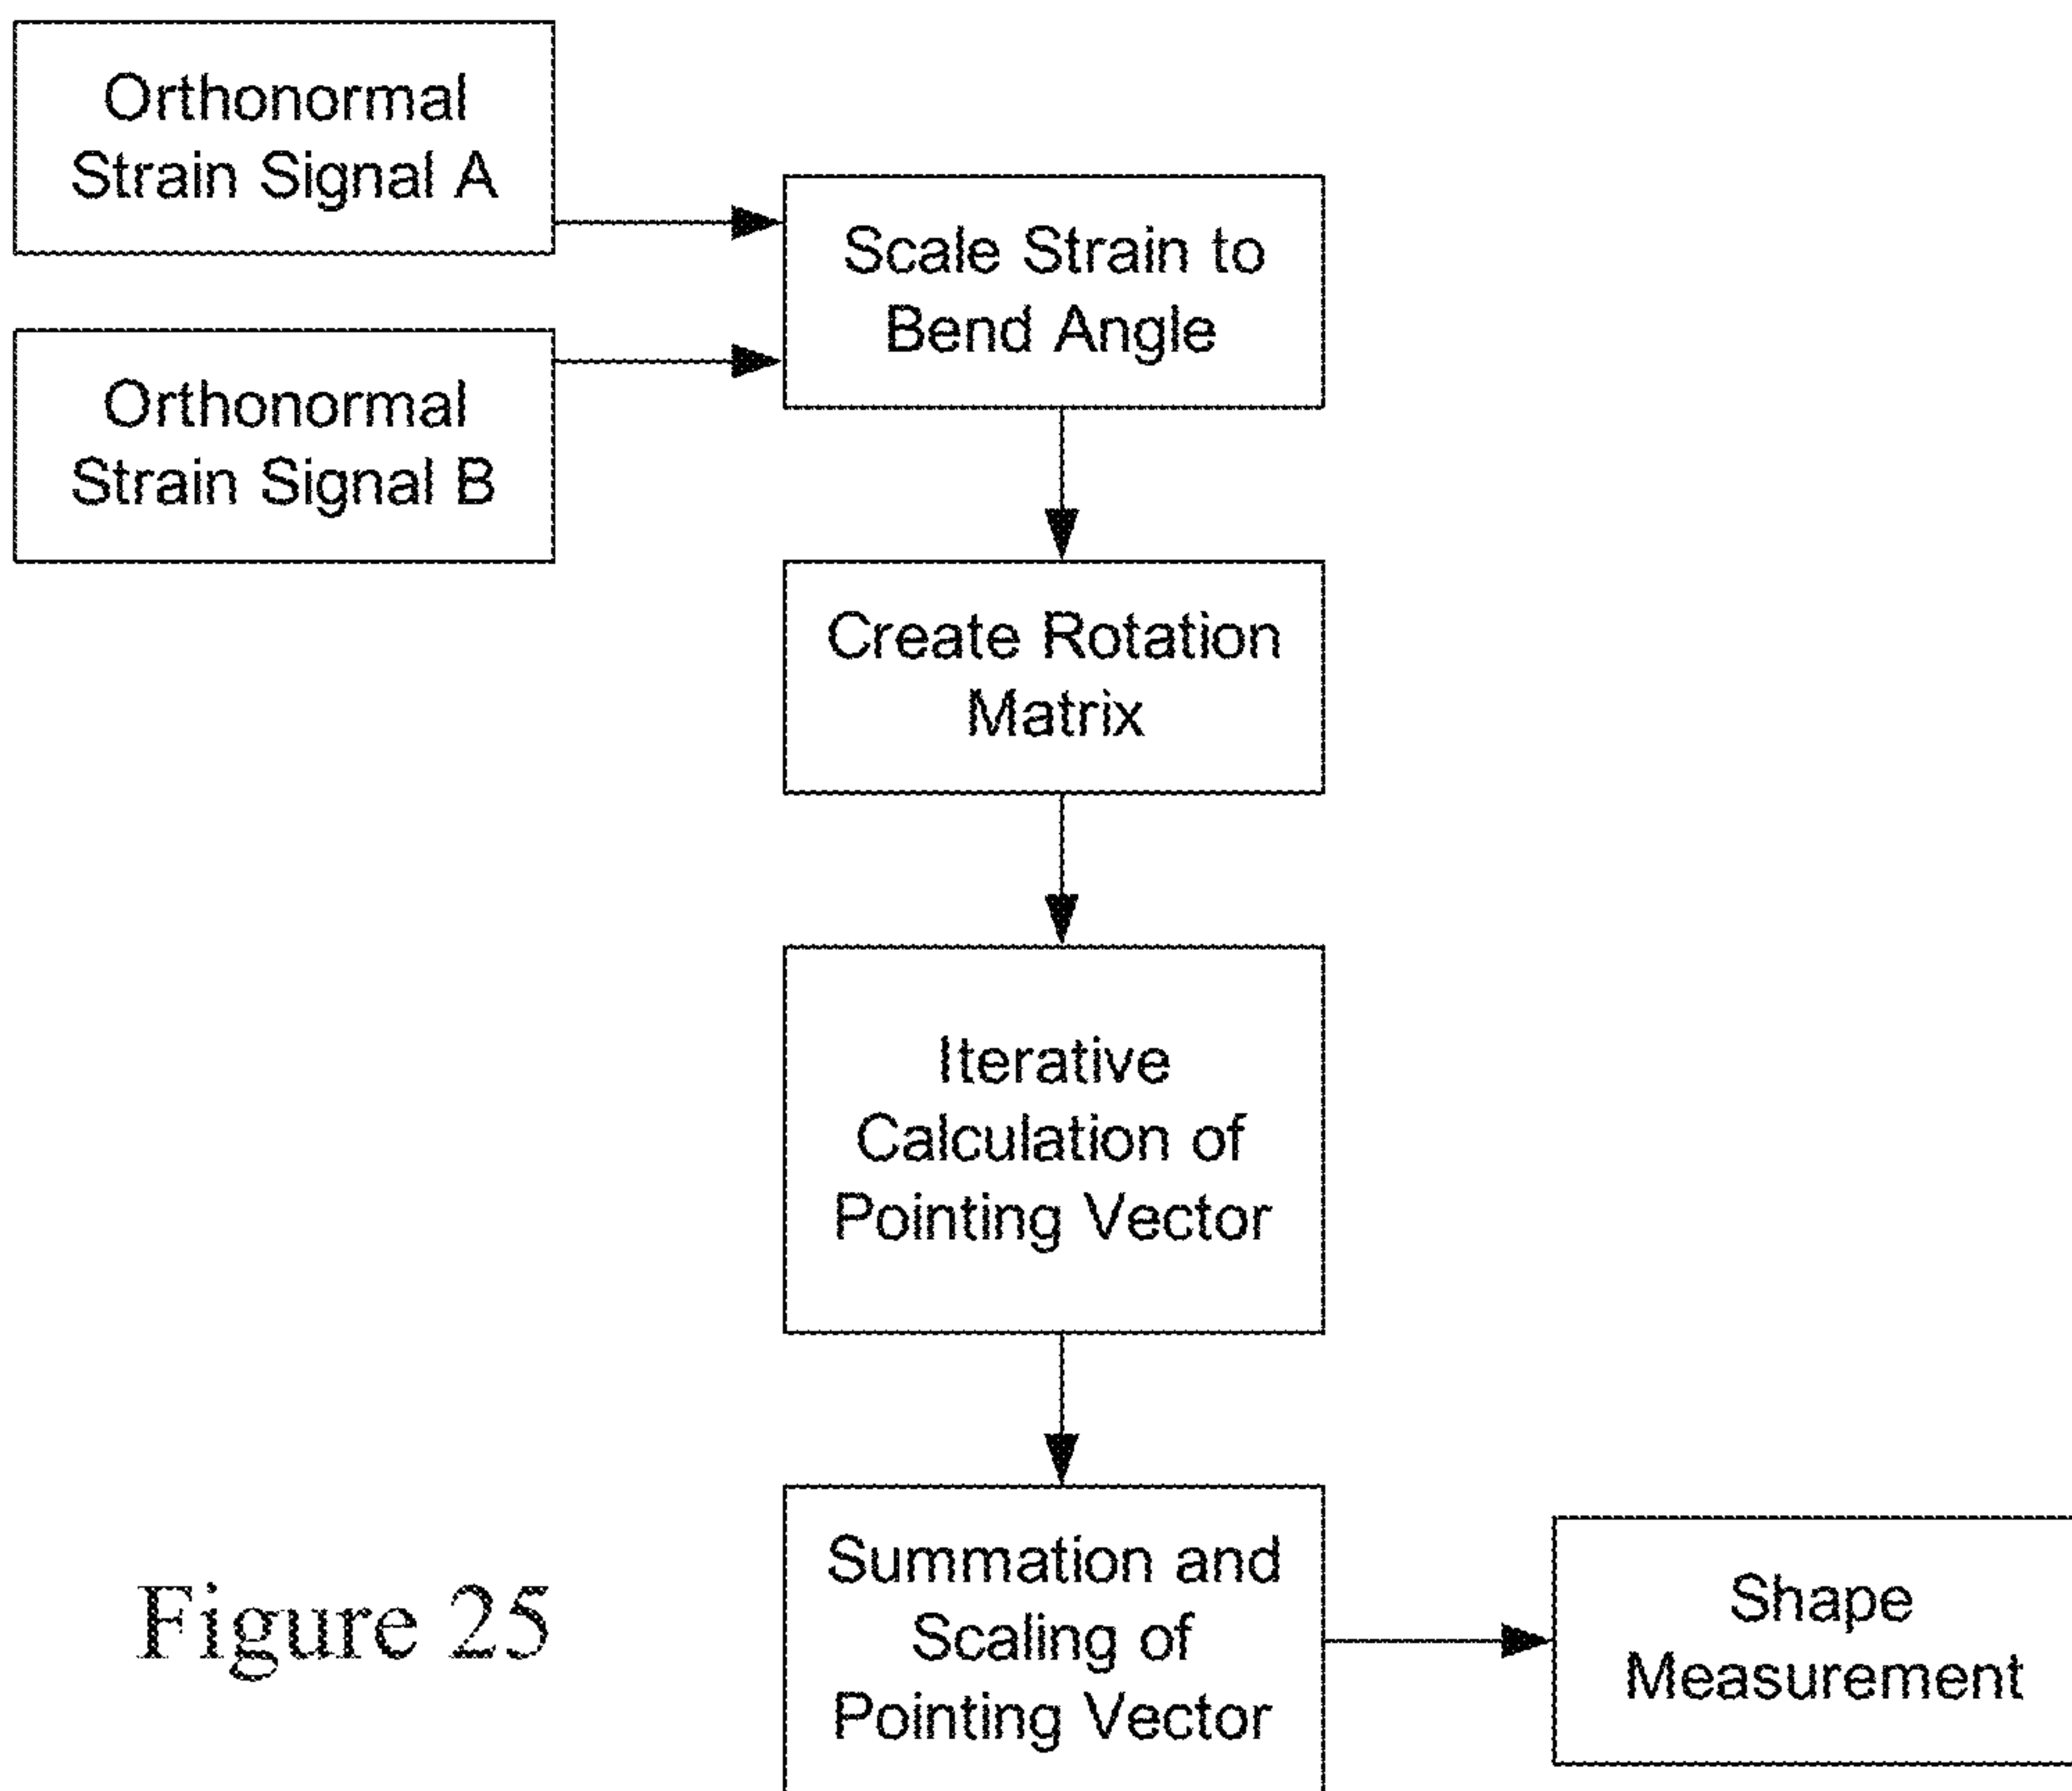 Orthonormal
Strain Signal A
Scale Strain to
Bend Angle
Orthonormal
Strain Signal B
Create Rotation
Matrix
Iterative
Calculation of
Pointing Vector
Summation and
Scaling of
Pointing Vector
Shape
Measurement
Figure 25